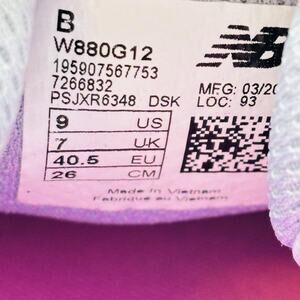 B
W880G12
195907567753
7266832
PSJXR6348 DSK
NB
MFG: 03/20
LOC: 93
9 US
7 UK
40.5 EU
26 CM
Made in Vietnam
Fabriqué au Vietnam